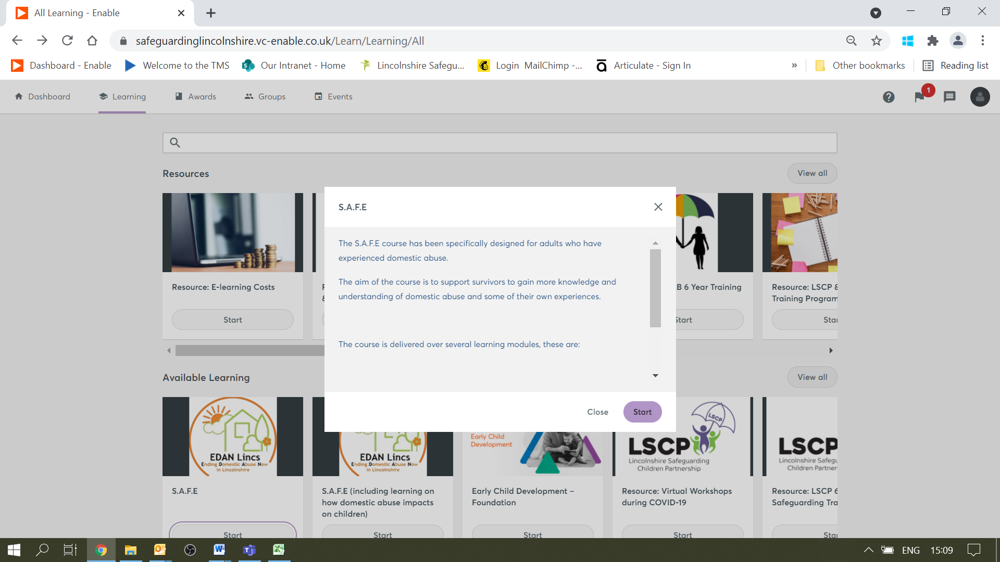 All Learning - Enable
safeguardinglincolnshire.vc-enable.co.uk/Learn/Learning/All
Dashboard - Enable
Welcome to the TMS
Our Intranet - Home
Lincolnshire Safegu...
Login MailChimp -...
Articulate - Sign In
»
Other bookmarks
Reading list
Dashboard
Learning
Awards
Groups
Events
1
Resources
View all
S.A.F.E
The S.A.F.E course has been specifically designed for adults who have
experienced domestic abuse.
The aim of the course is to support survivors to gain more knowledge and
understanding of domestic abuse and some of their own experiences.
The course is delivered over several learning modules, these are:
Close
Start
Resource: E-learning Costs
Start
B 6 Year Training
Start
Resource: LSCP &
Training Program
Star
Available Learning
View all
EDAN Lincs
Ending Domestic Abuse Now
in Lincolnshire
S.A.F.E
Start
EDAN Lincs
Ending Domestic Abuse Now
in Lincolnshire
S.A.F.E (including learning on
how domestic abuse impacts
on children)
Start
Early Child
Development
Early Child Development –
Foundation
Start
LSCP
LSCP
Lincolnshire Safeguarding
Children Partnership
Resource: Virtual Workshops
during COVID-19
Start
LSCP
Lincolnshire Safegu
Children Partner
Resource: LSCP 6
Safeguarding Tra
Star
ENG
15:09